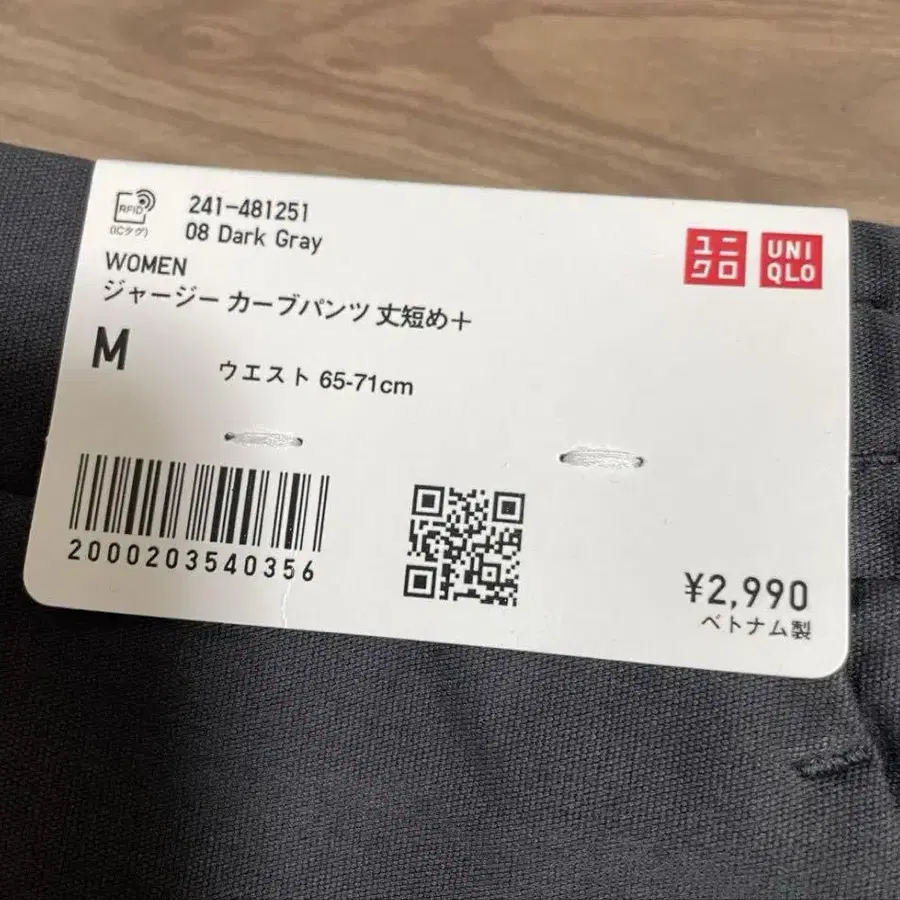 RFID
(ICタグ)
241-481251
08 Dark Gray
ユニ
クロ
UNI
QLO
WOMEN
ジャージー カーブパンツ 丈短め+
M
ウエスト 65-71cm
2000203540356
¥2,990
ベトナム製